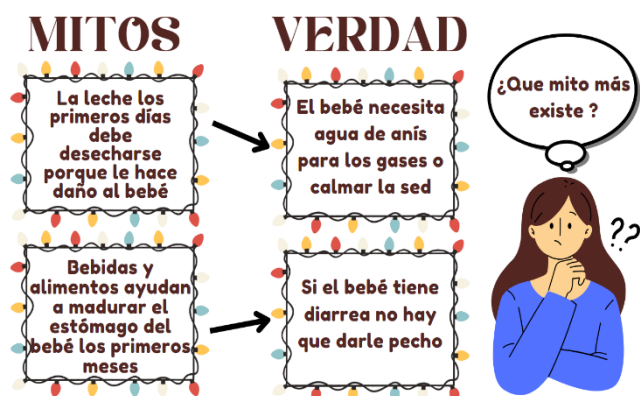 MITOS
VERDAD
La leche los
primeros días
debe
desecharse
porque le hace
daño al bebé
El bebé necesita
agua de anís
para los gases o
calmar la sed
¿Que mito más
existe ?
??
Bebidas y
alimentos ayudan
a madurar el
estómago del
bebé los primeros
meses
Si el bebé tiene
diarrea no hay
que darle pecho